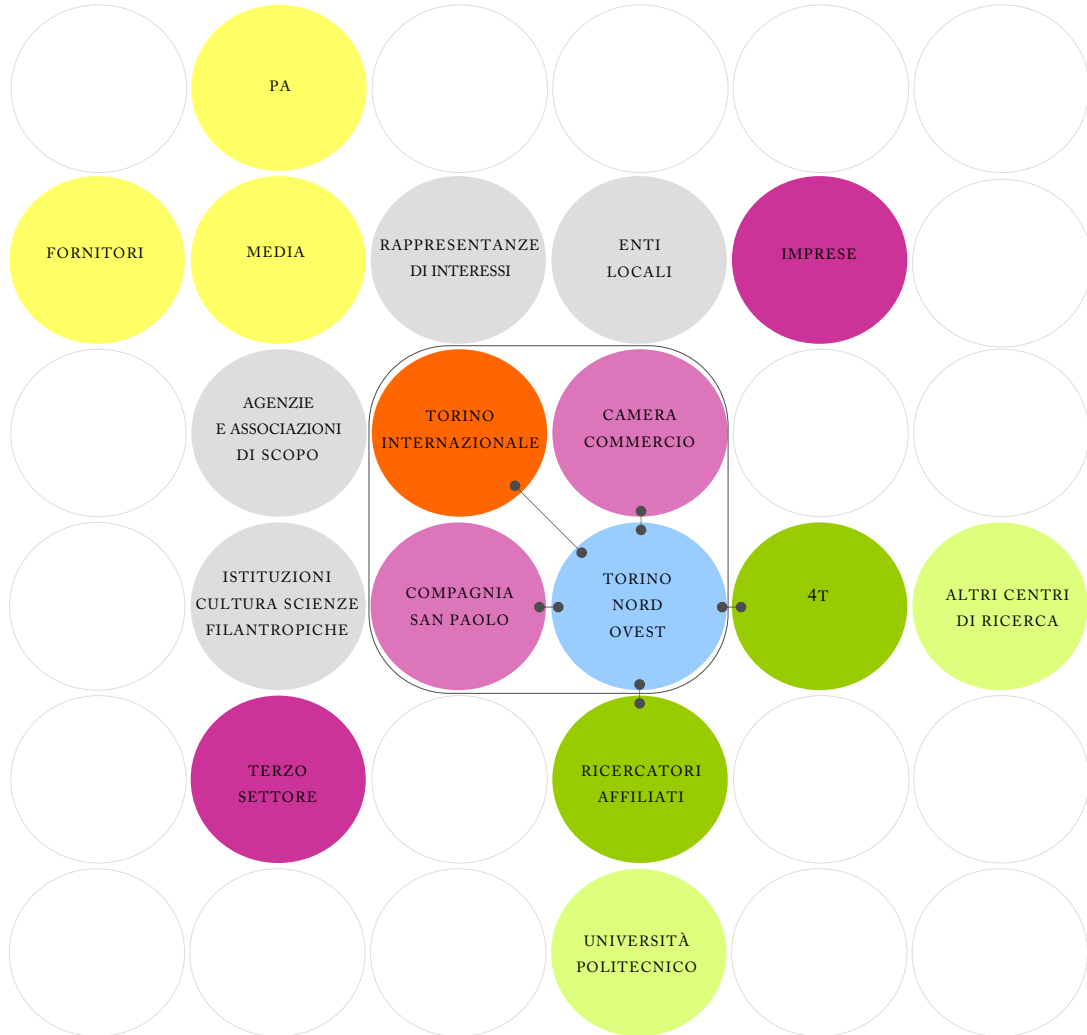 PA
FORNITORI
MEDIA
RAPPRESENTANZE
DI INTERESSI
ENTI
LOCALI
IMPRESE
AGENZIE
E ASSOCIAZIONI
DI SCOPO
TORINO
INTERNAZIONALE
CAMERA
COMMERCIO
ISTITUZIONI
CULTURA SCIENZE
FILANTROPICHE
COMPAGNIA
SAN PAOLO
TORINO
NORD
OVEST
4T
ALTRI CENTRI
DI RICERCA
TERZO
SETTORE
RICERCATORI
AFFILIATI
UNIVERSITÀ
POLITECNICO